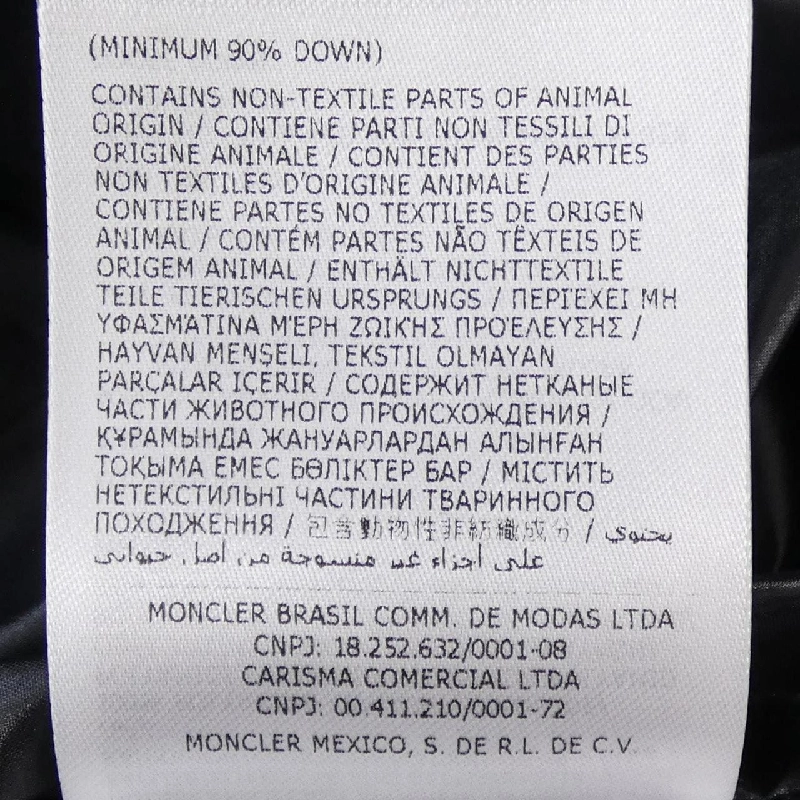 (MINIMUM 90% DOWN)
CONTAINS NON-TEXTILE PARTS OF ANIMAL
ORIGIN / CONTIENE PARTI NON TESSILI DI
ORIGINE ANIMALE / CONTIENT DES PARTIES
NON TEXTILES D'ORIGINE ANIMALE /
CONTIENE PARTES NO TEXTILES DE ORIGEN
ANIMAL / CONTÉM PARTES NÃO TÊXTEIS DE
ORIGEM ANIMAL / ENTHÄLT NICHTTEXTILE
TEILE TIERISCHEN URSPRUNGS / ΠΕΡΙΈΧΕΙ ΜΗ
ΥΦΑΣΜΆΤΙΝΑ ΜΈΡΗ ΖΩΙΚΉΣ ΠΡΟΈΛΕΥΣΗΣ /
HAYVAN MENŞELI, TEKSTIL OLMAYAN
PARÇALAR IÇERIR / СОДЕРЖИТ НЕТКАНЫЕ
ЧАСТИ ЖИВОТНОГО ПРОИСХОЖДЕНИЯ /
ҚҰРАМЫНДА ЖАНУАРЛАРДАН АЛЫНҒАН
ТОҚЫМА ЕМЕС БӨЛІКТЕР БАР / МІСТИТЬ
НЕТЕКСТИЛЬНІ ЧАСТИНИ ТВАРИННОГО
ПОХОДЖЕННЯ / 包含動物性非紡織成分 / يحتوي
على أجزاء غير منسوجة من أصل حيواني
MONCLER BRASIL COMM. DE MODAS LTDA
CNPJ: 18.252.632/0001-08
CARISMA COMERCIAL LTDA
CNPJ: 00.411.210/0001-72
MONCLER MEXICO, S. DE R.L. DE C.V.